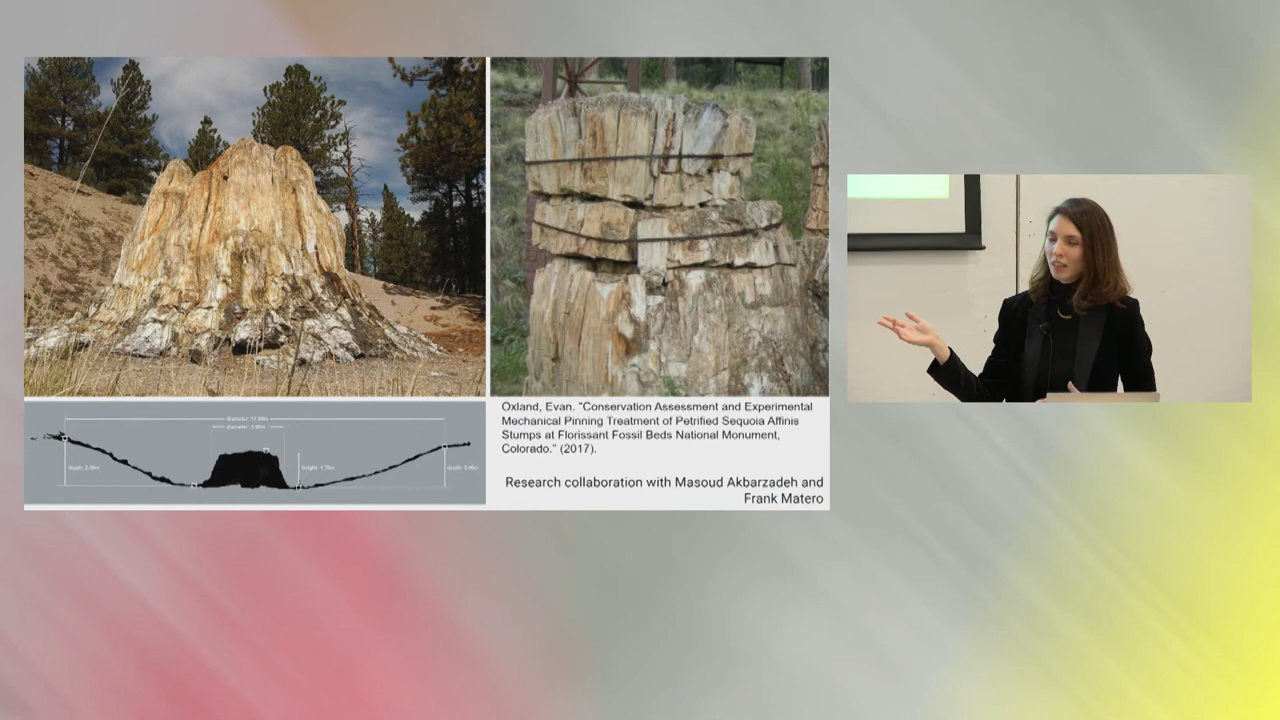 Oxland, Evan. "Conservation Assessment and Experimental
Mechanical Pinning Treatment of Petrified Sequoia Affinis
Stumps at Florissant Fossil Beds National Monument,
Colorado." (2017).
Research collaboration with Masoud Akbarzadeh and
Frank Matero